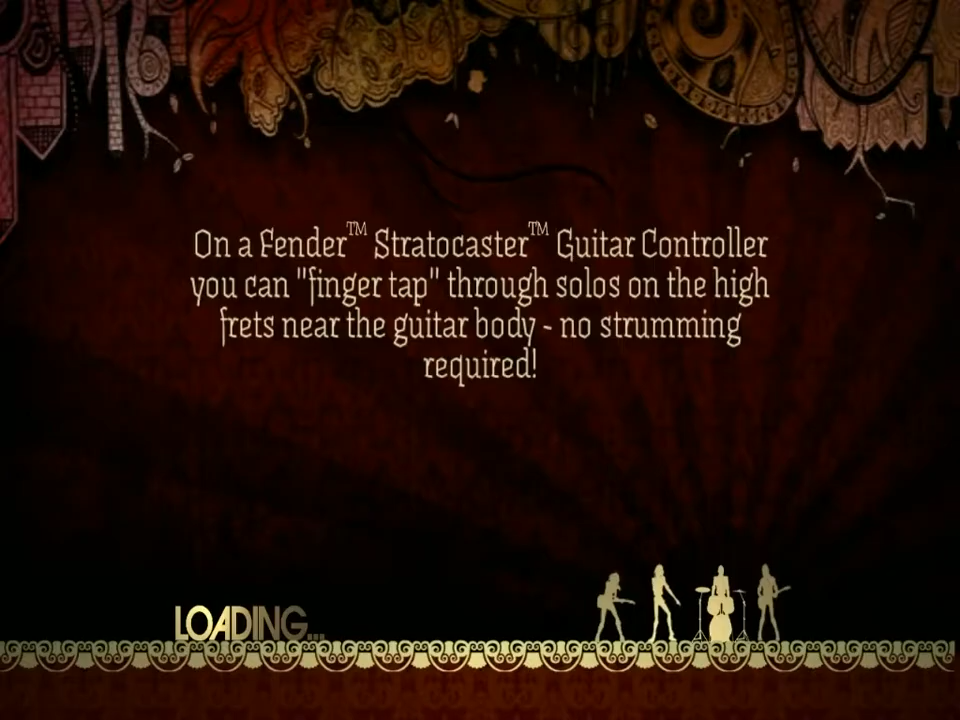 On a Fender™ Stratocaster™ Guitar Controller
you can "finger tap" through solos on the high
frets near the guitar body - no strumming
required!
LOADING...